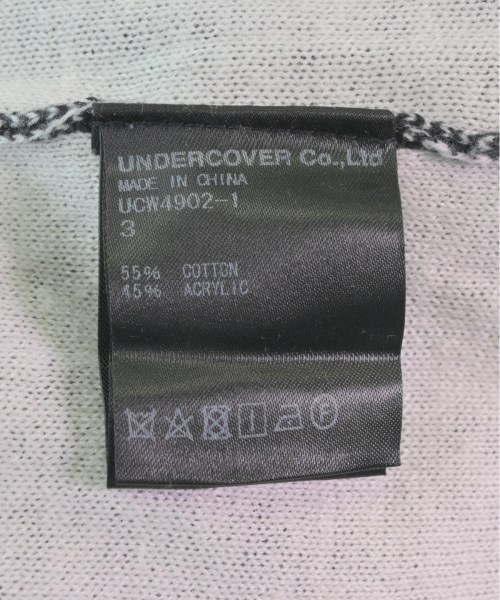 UNDERCOVER Co.,Ltd
MADE IN CHINA
UCW4902-1
3
55% COTTON
45% ACRYLIC
F